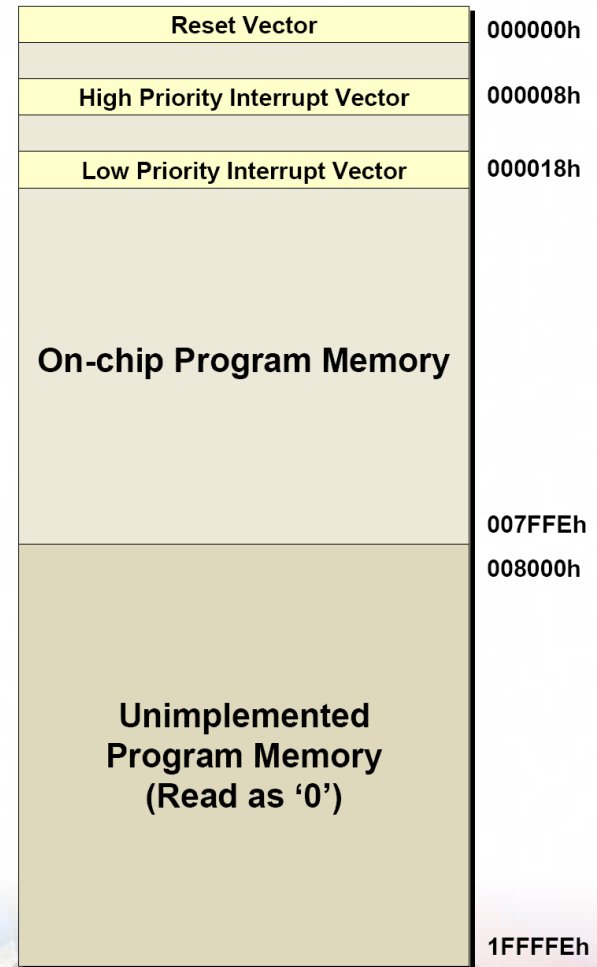 Reset Vector
000000h
High Priority Interrupt Vector
000008h
Low Priority Interrupt Vector
000018h
On-chip Program Memory
007FFEh
008000h
Unimplemented
Program Memory
(Read as ‘0’)
1FFFFEh